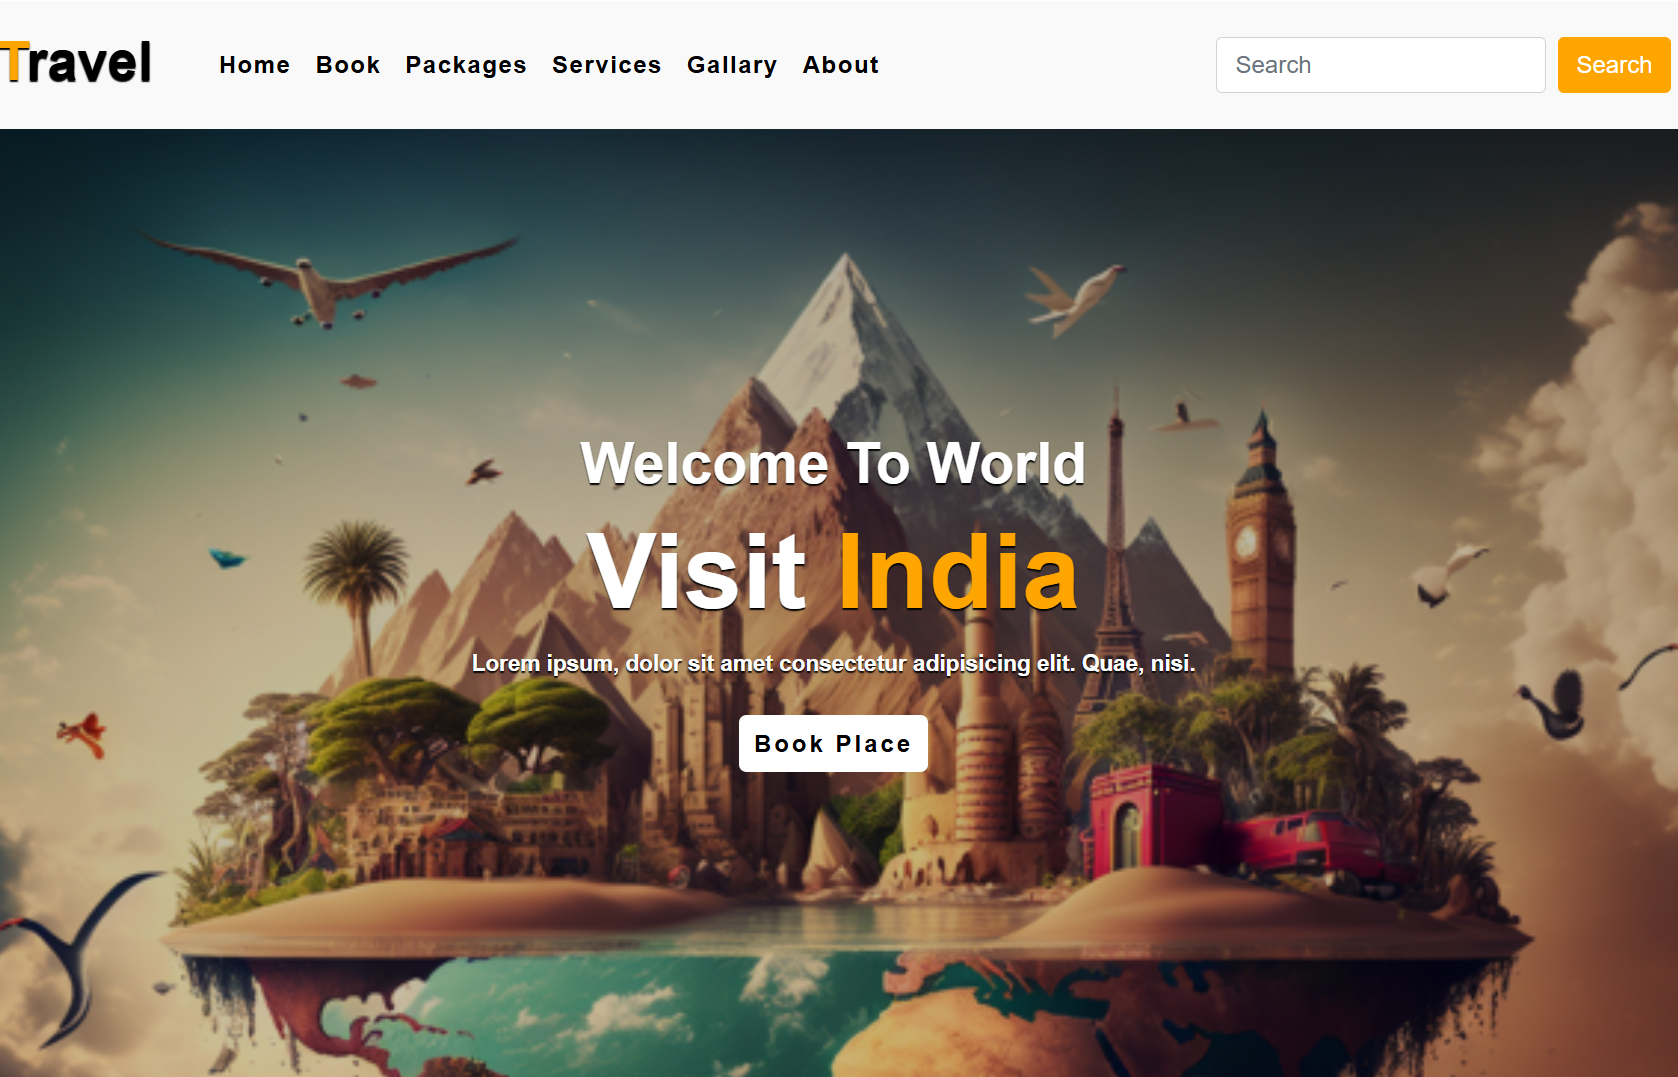 Travel
Home Book Packages Services Gallary About
Search
Search
Welcome To World
Visit India
Lorem ipsum, dolor sit amet consectetur adipisicing elit. Quae, nisi.
Book Place